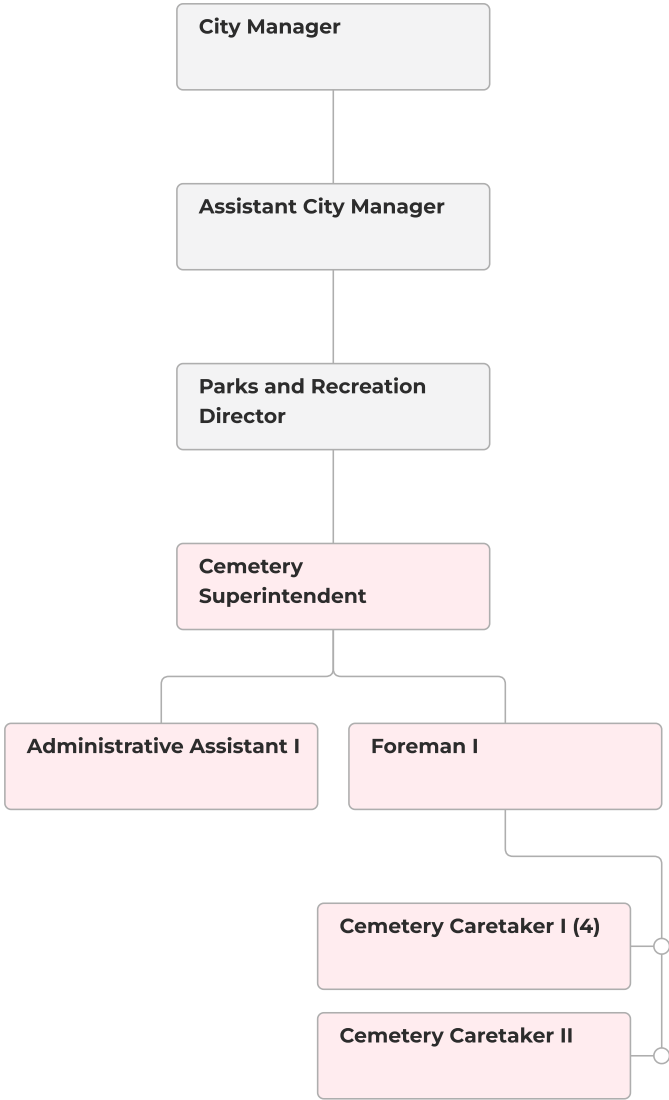 City Manager
Assistant City Manager
Parks and Recreation
Director
Cemetery
Superintendent
Administrative Assistant I
Foreman I
Cemetery Caretaker I (4)
Cemetery Caretaker II